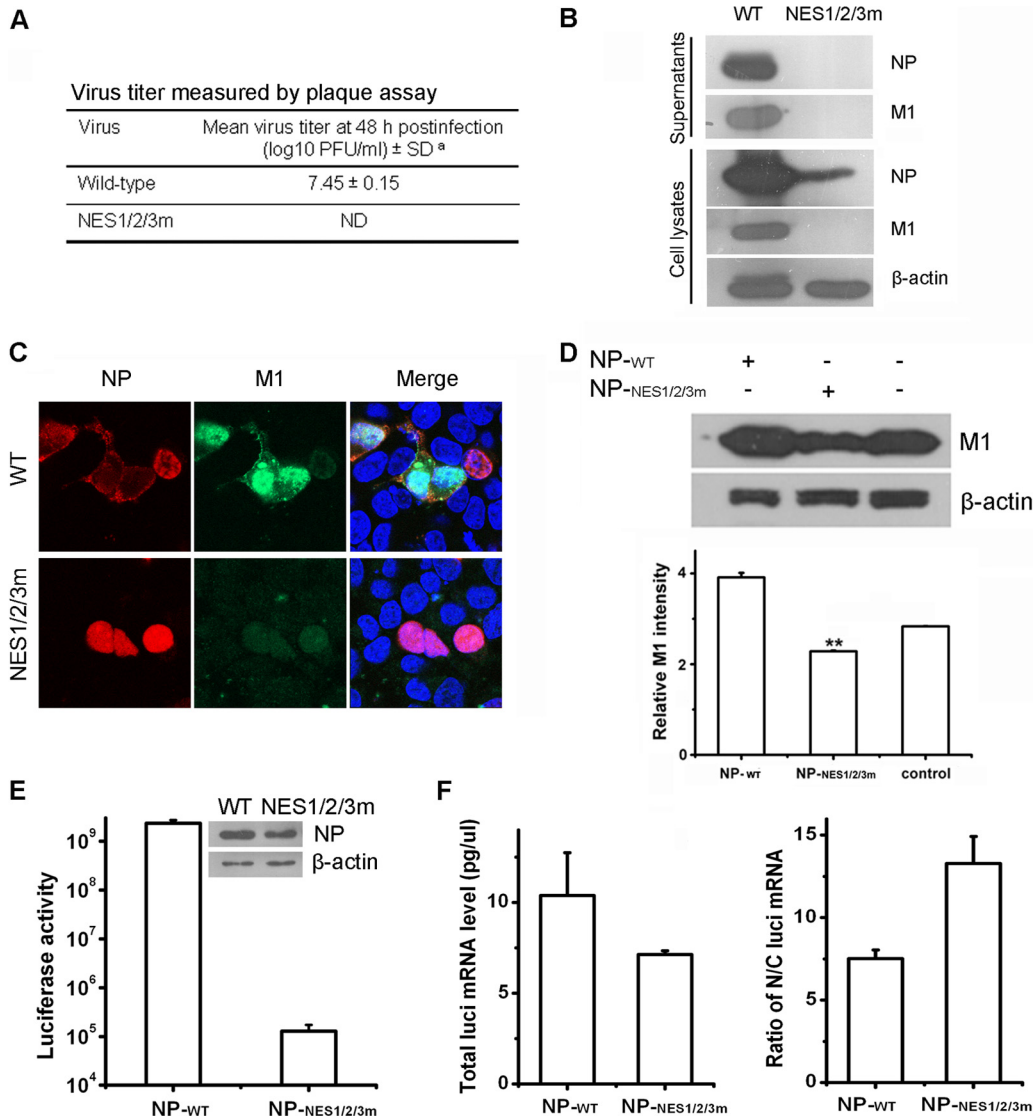 A
Virus titer measured by plaque assay
Virus Mean virus titer at 48 h postinfection
(log10 PFU/ml) ± SD a
Wild-type 7.45 ± 0.15
NES1/2/3m ND
B
WT NES1/2/3m
Supernatants
NP
M1
Cell lysates
NP
M1
β-actin
C
NP M1 Merge
WT
NES1/2/3m
D
NP-WT + - -
NP-NES1/2/3m - + -
M1
β-actin
Relative M1 intensity
4
2
0
**
NP-WT NP-NES1/2/3m control
E
WT NES1/2/3m
NP
β-actin
Luciferase activity
10^9
10^8
10^7
10^6
10^5
10^4
NP-WT NP-NES1/2/3m
F
Total luci mRNA level (pg/ul)
10
5
0
NP-WT NP-NES1/2/3m
Ratio of N/C luci mRNA
15
10
5
0
NP-WT NP-NES1/2/3m